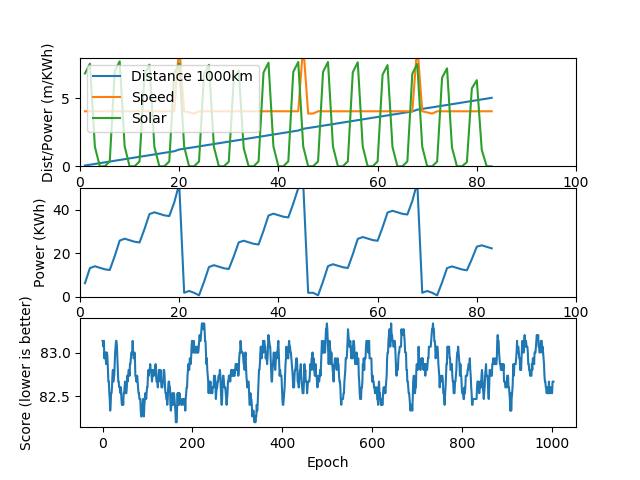 Dist/Power (m/KWh)
5
0
Distance 1000km
Speed
Solar
0 20 40 60 80 100
Power (KWh)
40
20
0
0 20 40 60 80 100
Score (lower is better)
83.0
82.5
0 200 400 600 800 1000
Epoch